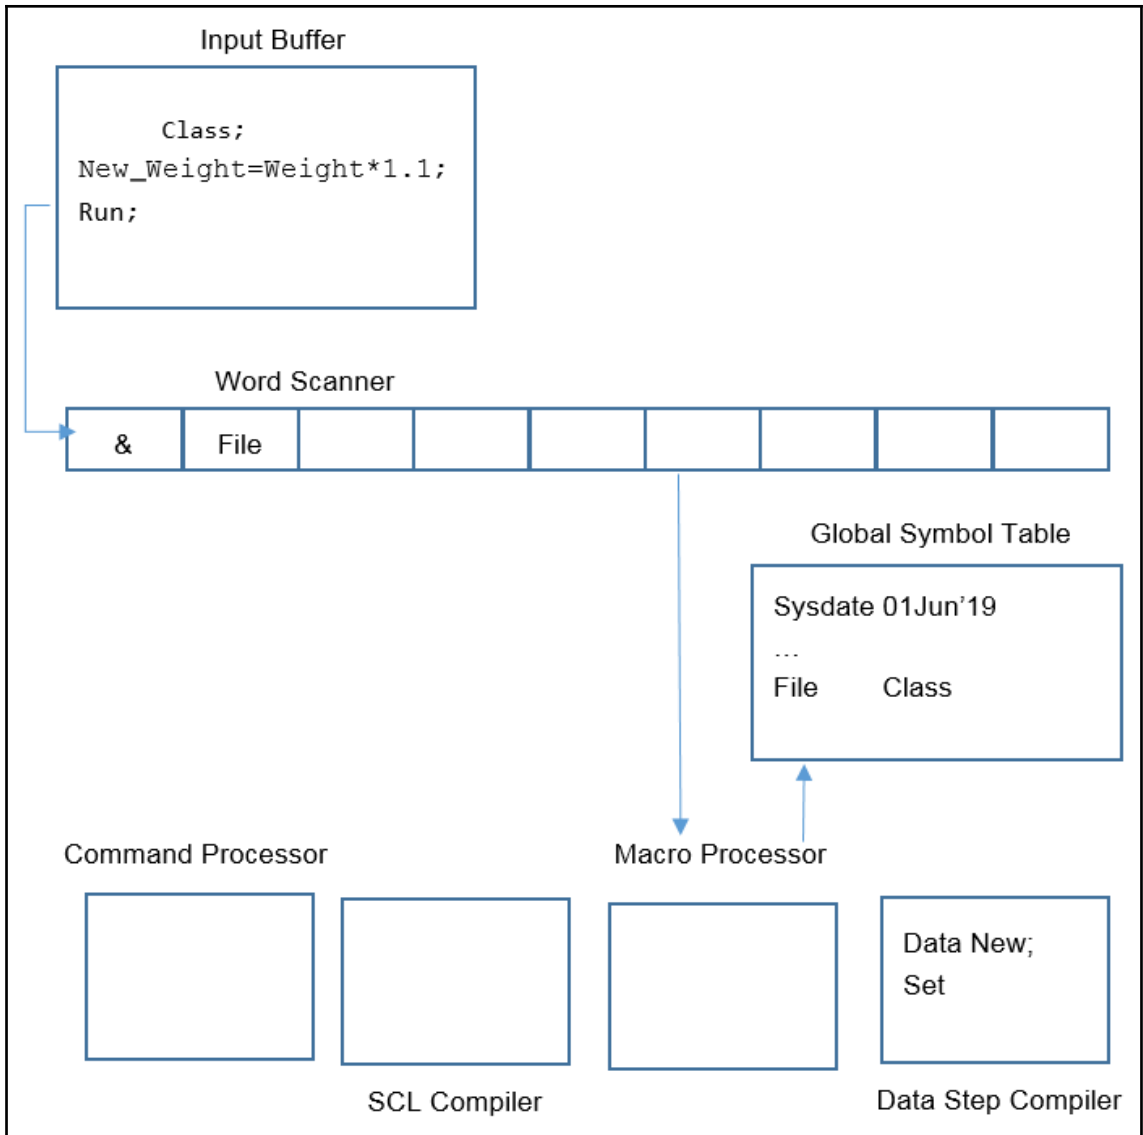 Input Buffer
Class;
New_Weight=Weight*1.1;
Run;
Word Scanner
& File
Global Symbol Table
Sysdate 01Jun’19
...
File Class
Command Processor
Macro Processor
Data New;
Set
SCL Compiler
Data Step Compiler